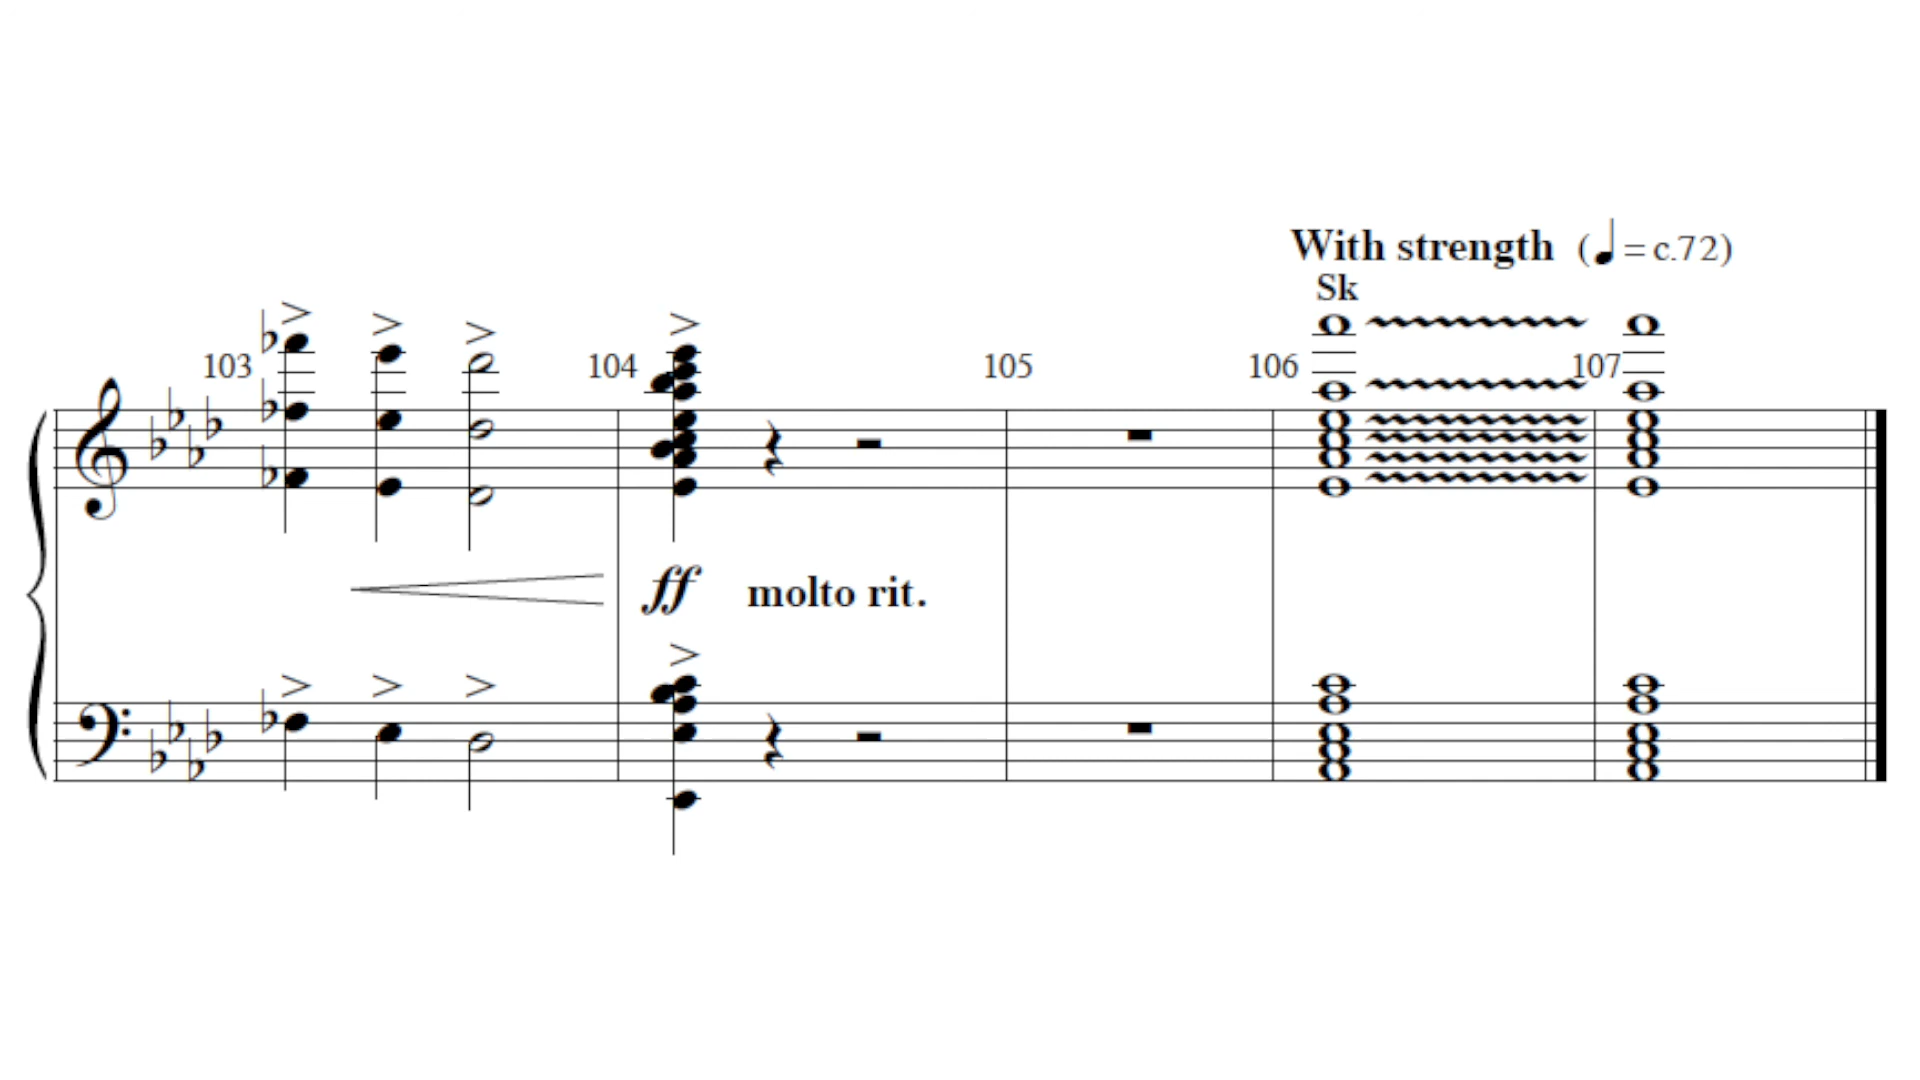 With strength (♩ = c.72)
Sk
103 104 105 106 107
ff molto rit.